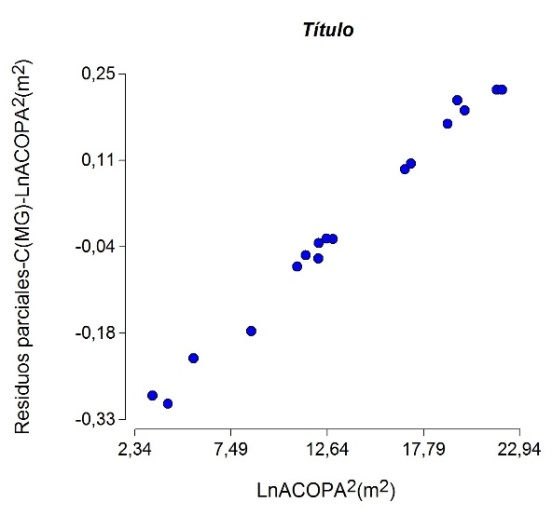 Título
Residuos parciales-C(MG)-LnACOPA²(m²)
0,25
0,11
-0,04
-0,18
-0,33
2,34 7,49 12,64 17,79 22,94
LnACOPA²(m²)